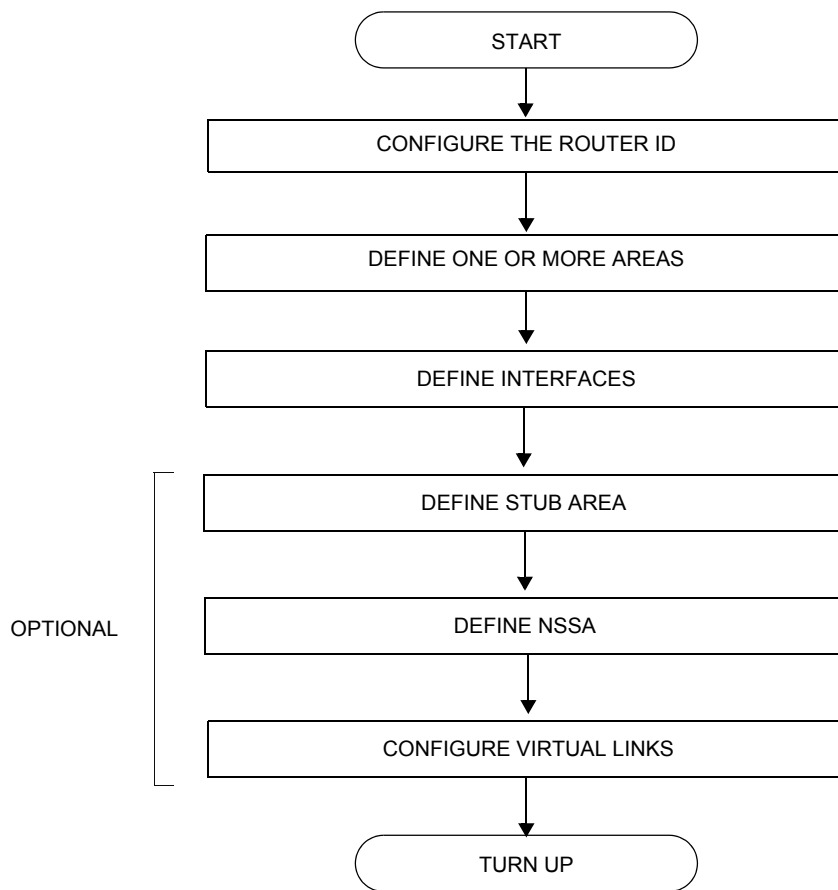 START
CONFIGURE THE ROUTER ID
DEFINE ONE OR MORE AREAS
DEFINE INTERFACES
DEFINE STUB AREA
OPTIONAL
DEFINE NSSA
CONFIGURE VIRTUAL LINKS
TURN UP